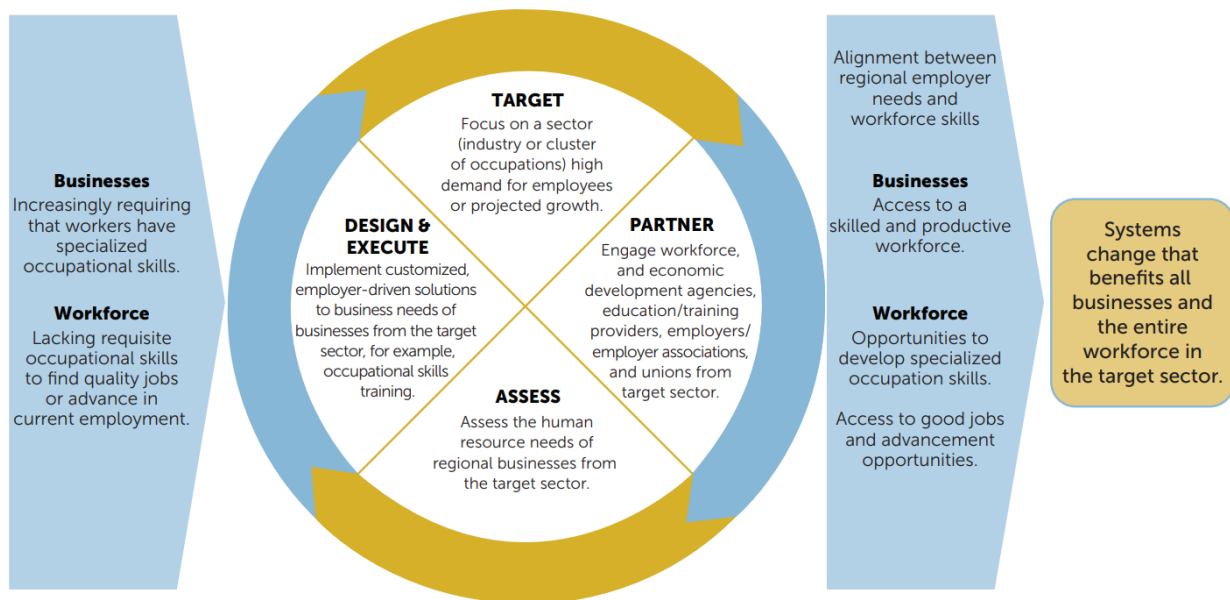 Businesses
Increasingly requiring
that workers have
specialized
occupational skills.
Workforce
Lacking requisite
occupational skills
to find quality jobs
or advance in
current employment.
TARGET
Focus on a sector
(industry or cluster
of occupations) high
demand for employees
or projected growth.
PARTNER
Engage workforce,
and economic
development agencies,
education/training
providers, employers/
employer associations,
and unions from
target sector.
ASSESS
Assess the human
resource needs of
regional businesses from
the target sector.
DESIGN &
EXECUTE
Implement customized,
employer-driven solutions
to business needs of
businesses from the target
sector, for example,
occupational skills
training.
Alignment between
regional employer
needs and
workforce skills
Businesses
Access to a
skilled and productive
workforce.
Workforce
Opportunities to
develop specialized
occupation skills.
Access to good jobs
and advancement
opportunities.
Systems
change that
benefits all
businesses and
the entire
workforce in
the target sector.